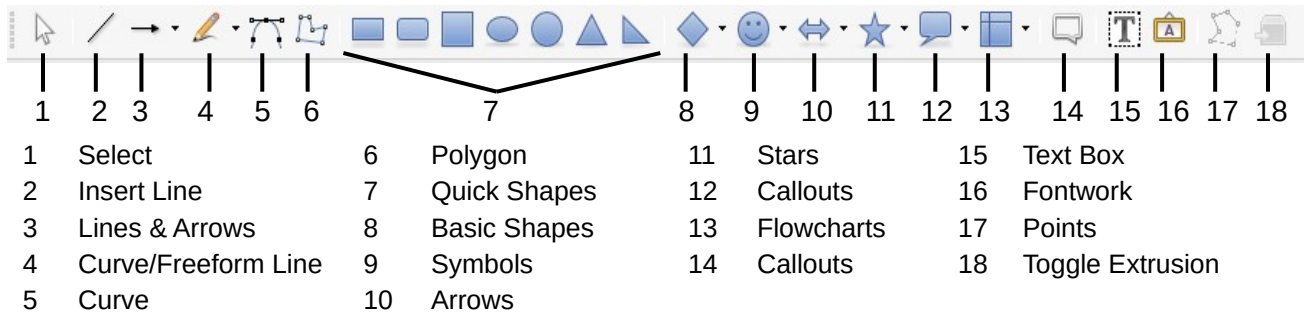 T A
1 2 3 4 5 6 7 8 9 10 11 12 13 14 15 16 17 18
1 Select 6 Polygon 11 Stars 15 Text Box
2 Insert Line 7 Quick Shapes 12 Callouts 16 Fontwork
3 Lines & Arrows 8 Basic Shapes 13 Flowcharts 17 Points
4 Curve/Freeform Line 9 Symbols 14 Callouts 18 Toggle Extrusion
5 Curve 10 Arrows